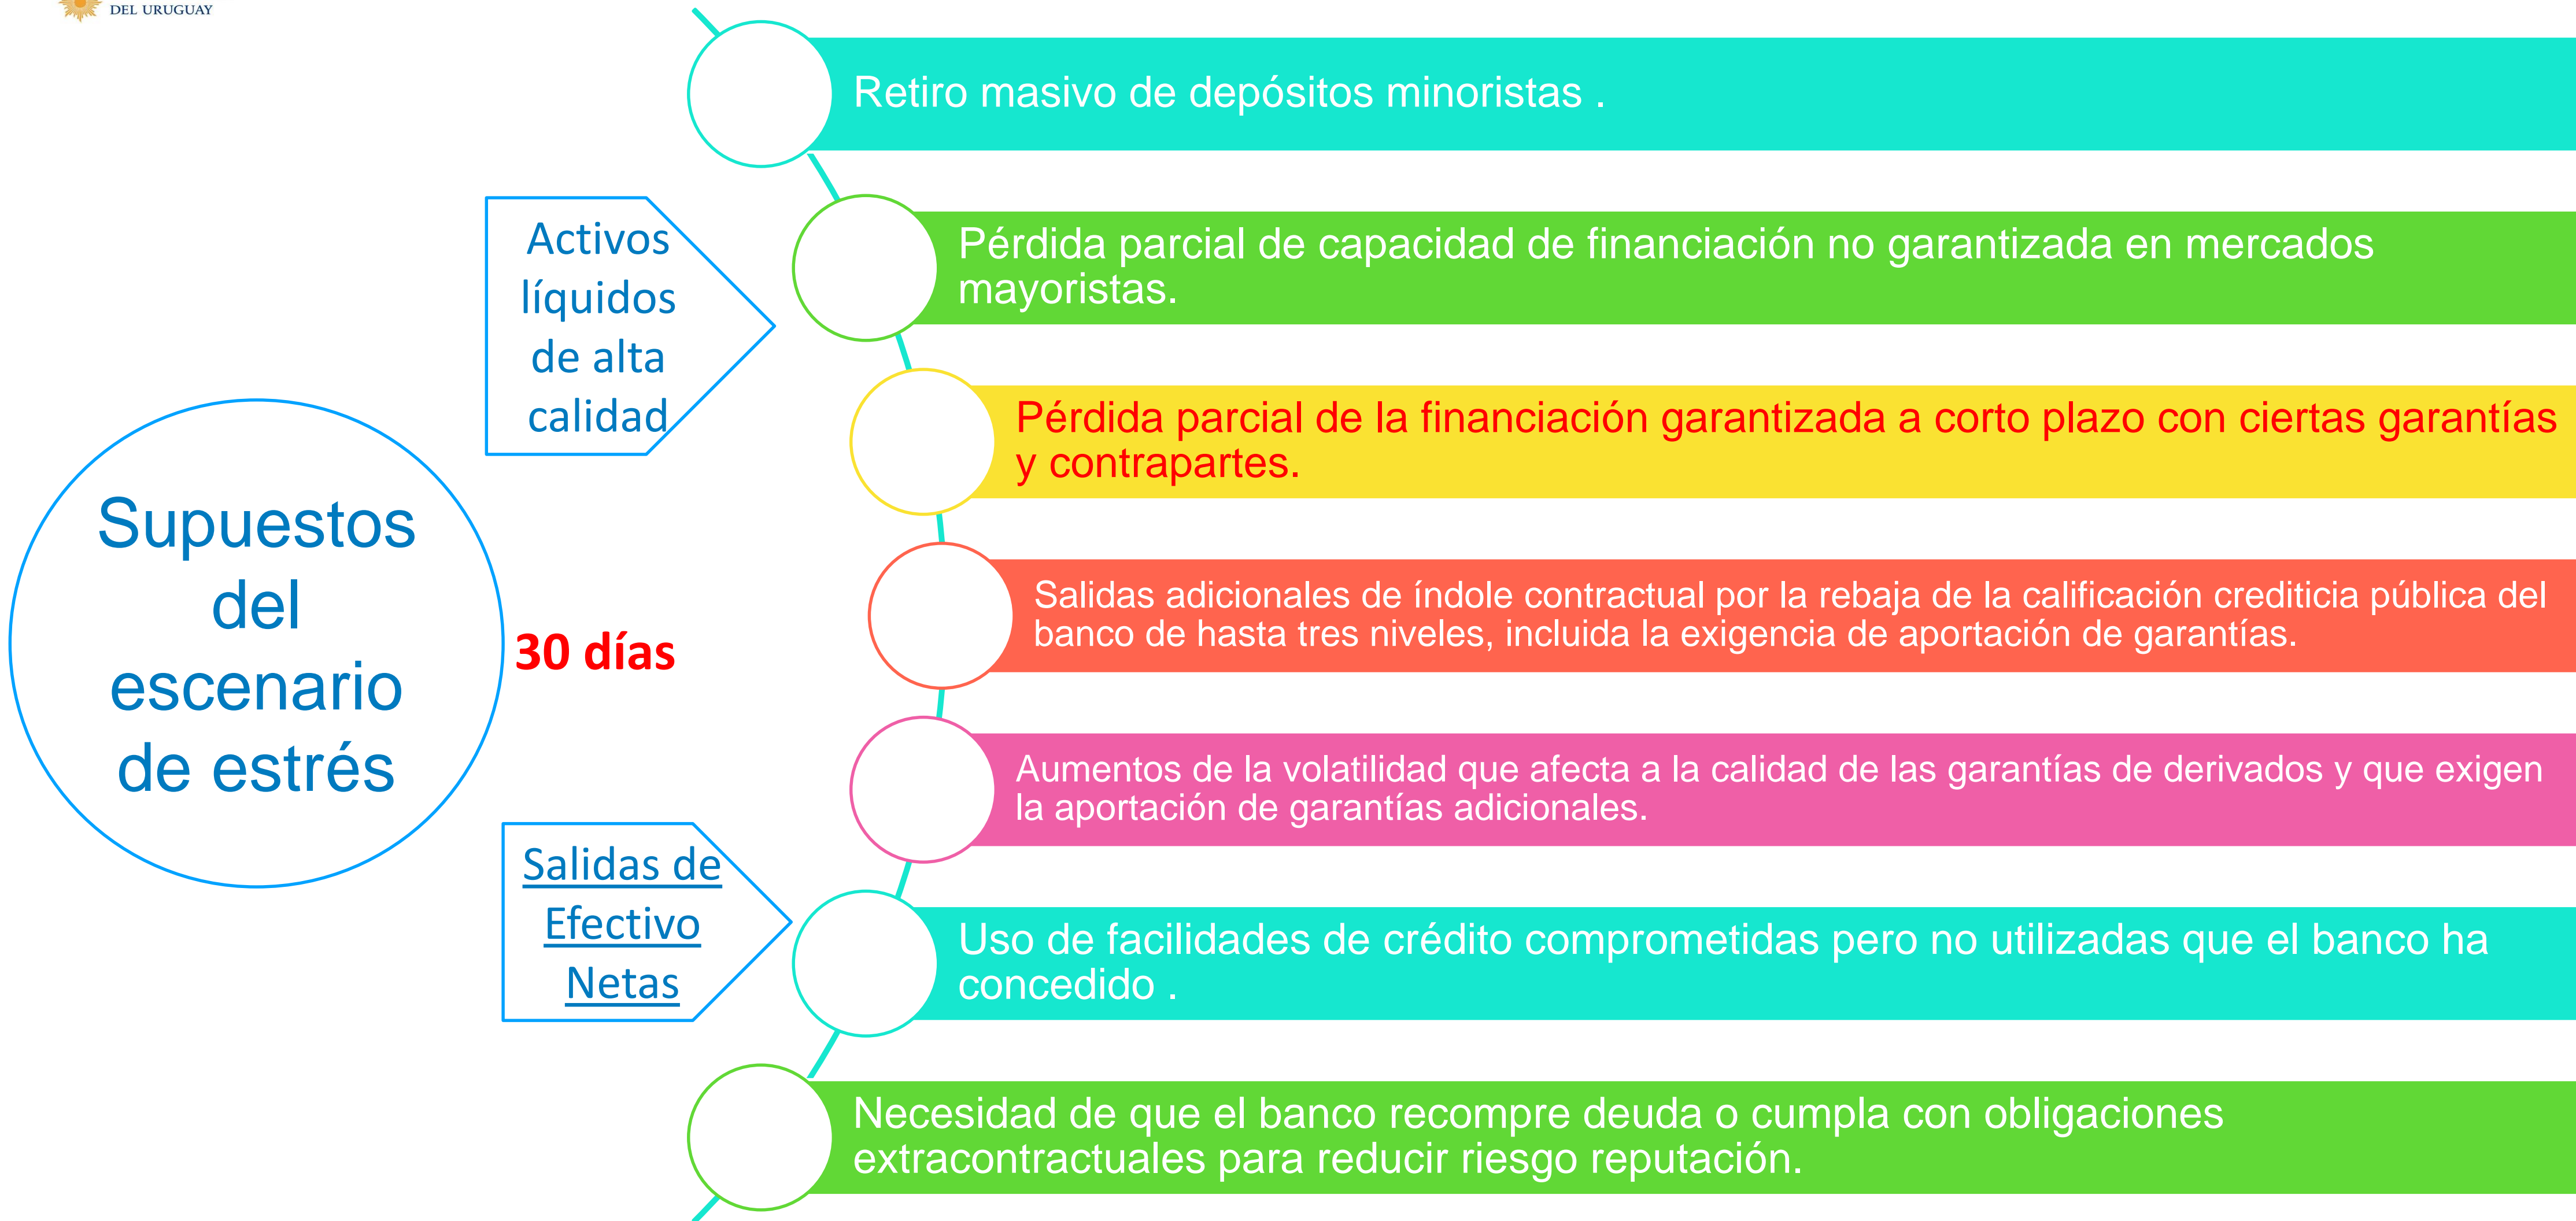 DEL URUGUAY
Retiro masivo de depósitos minoristas .
Activos
líquidos
de alta
calidad
Pérdida parcial de capacidad de financiación no garantizada en mercados
mayoristas.
Pérdida parcial de la financiación garantizada a corto plazo con ciertas garantías
y contrapartes.
Supuestos
del
escenario
de estrés
30 días
Salidas adicionales de índole contractual por la rebaja de la calificación crediticia pública del
banco de hasta tres niveles, incluida la exigencia de aportación de garantías.
Aumentos de la volatilidad que afecta a la calidad de las garantías de derivados y que exigen
la aportación de garantías adicionales.
Salidas de
Efectivo
Netas
Uso de facilidades de crédito comprometidas pero no utilizadas que el banco ha
concedido .
Necesidad de que el banco recompre deuda o cumpla con obligaciones
extracontractuales para reducir riesgo reputación.